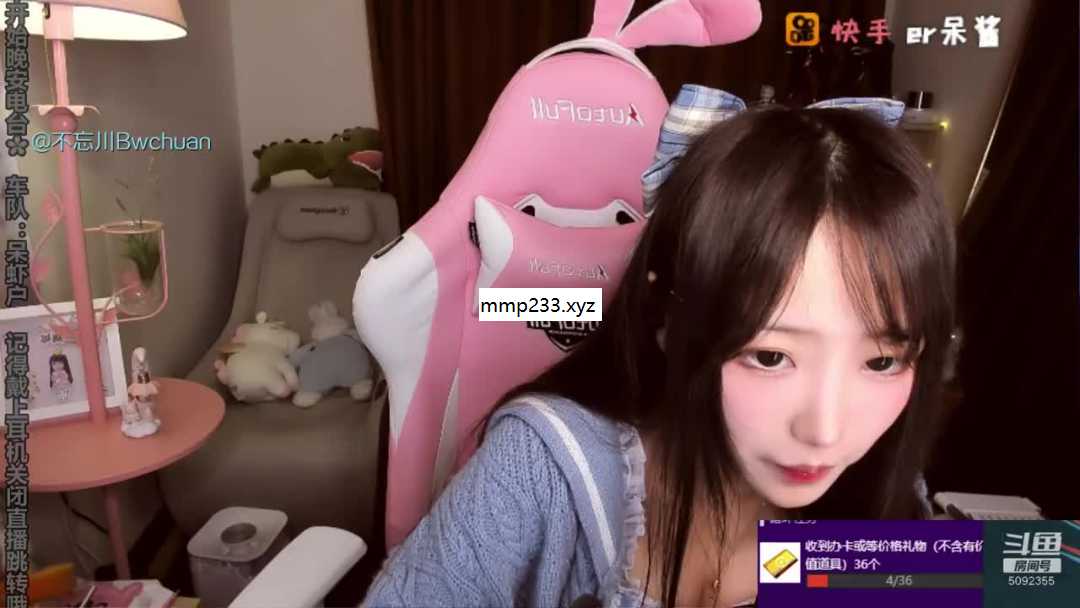 开始晚安电台✲ 车队：呆虾户 记得戴上耳机关闭直播跳转哦
@不忘川Bwchuan
快手 er呆酱
AutoFull
AutoFull
mmp233.xyz
收到办卡或等价格礼物（不含有价
值道具）36个
4/36
斗鱼
房间号
5092355